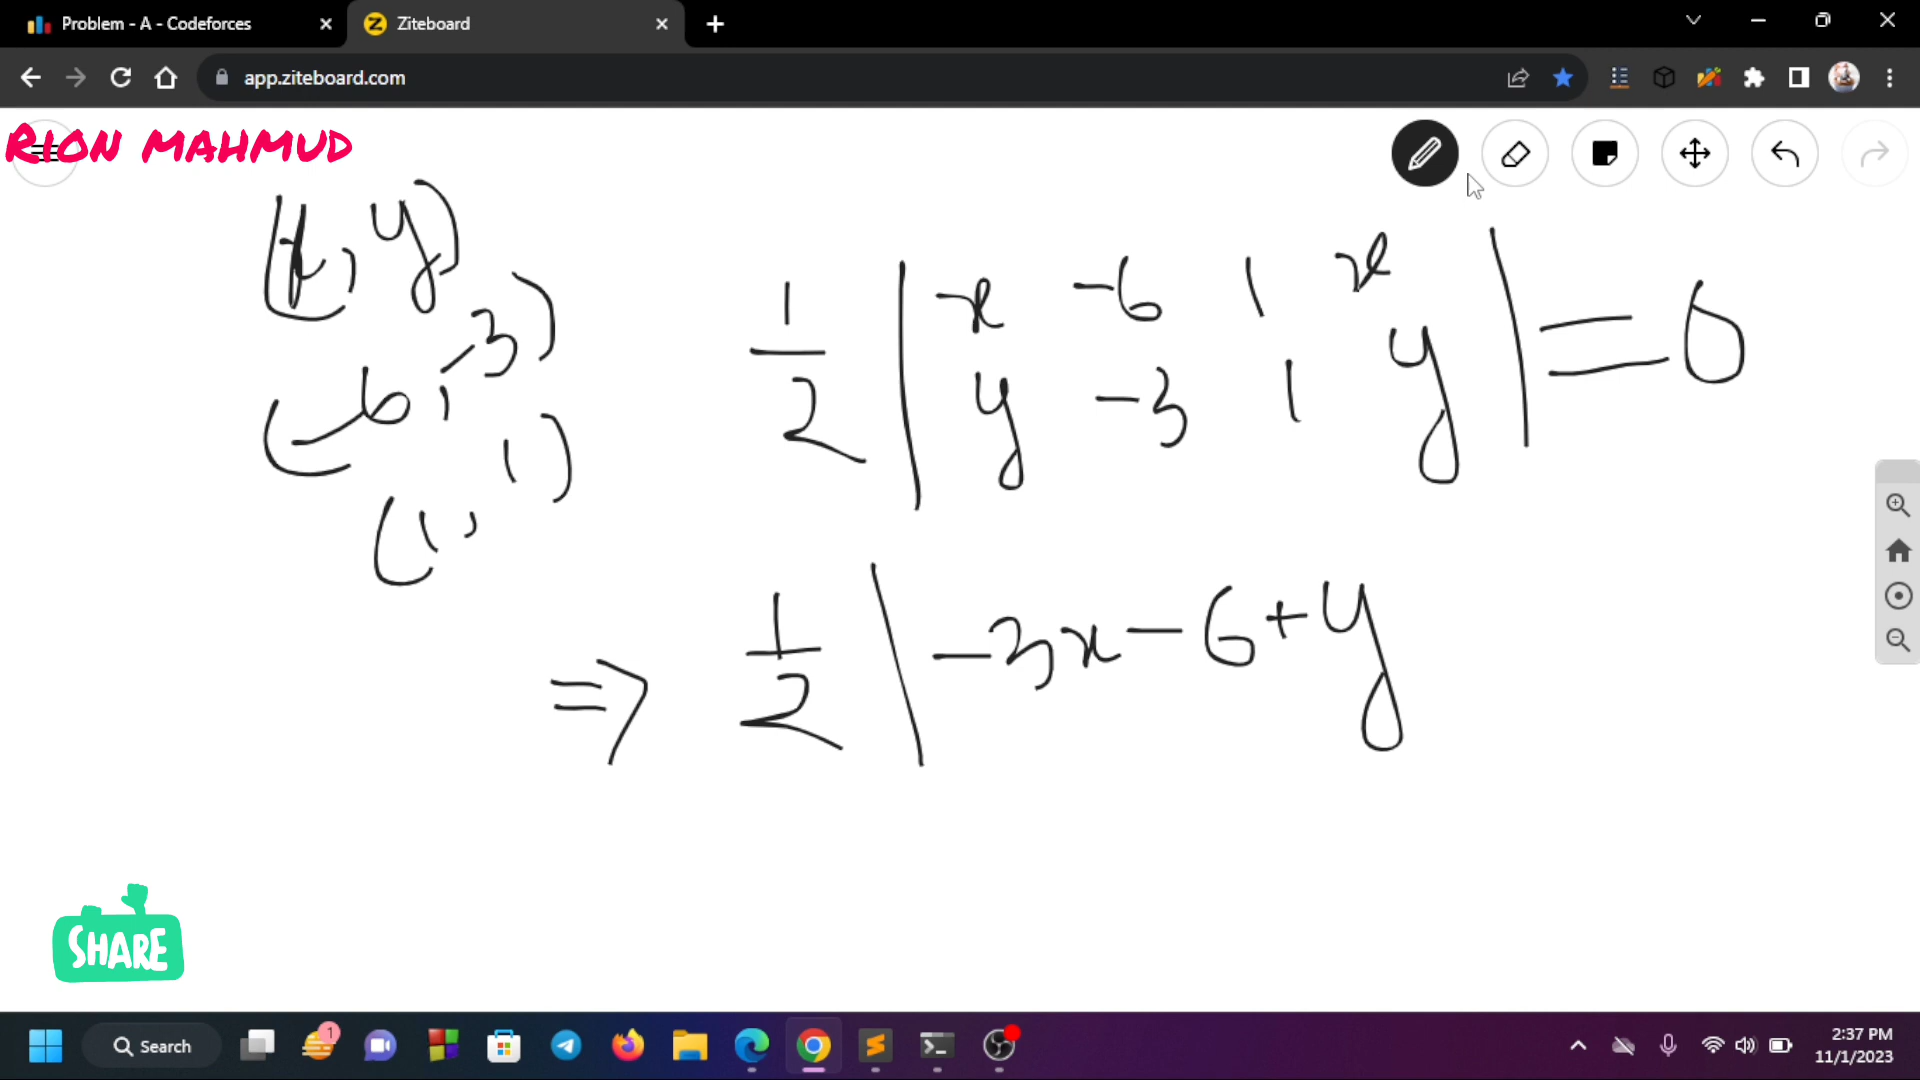 Problem - A - Codeforces
Ziteboard
app.ziteboard.com
Rion mahmud
(x, y)
(-6, -3)
(1, 1)
1/2 | x -6 1 x
y -3 1 y | = 0
=> 1/2 | -3x - 6 + y
SHARE
Search
1
2:37 PM
11/1/2023